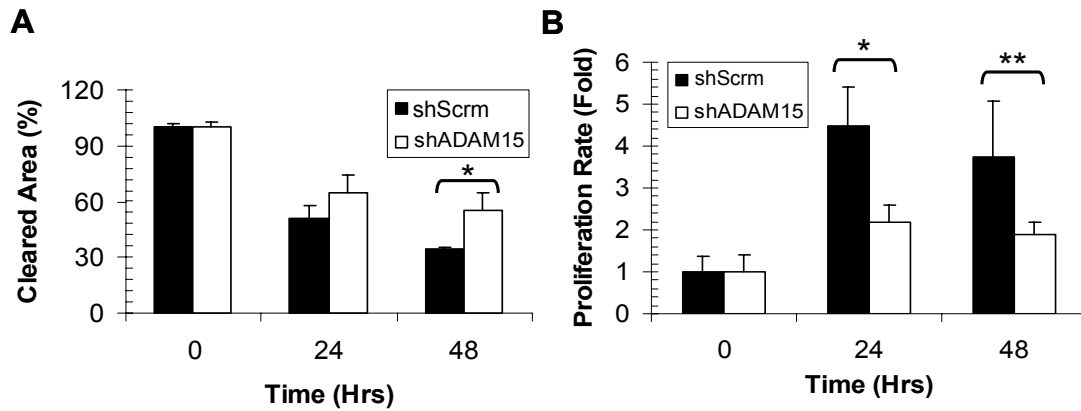 A
Cleared Area (%)
120
90
60
30
0
shScrm
shADAM15
*
0 24 48
Time (Hrs)
B
Proliferation Rate (Fold)
6
5
4
3
2
1
0
shScrm
shADAM15
*
**
0 24 48
Time (Hrs)